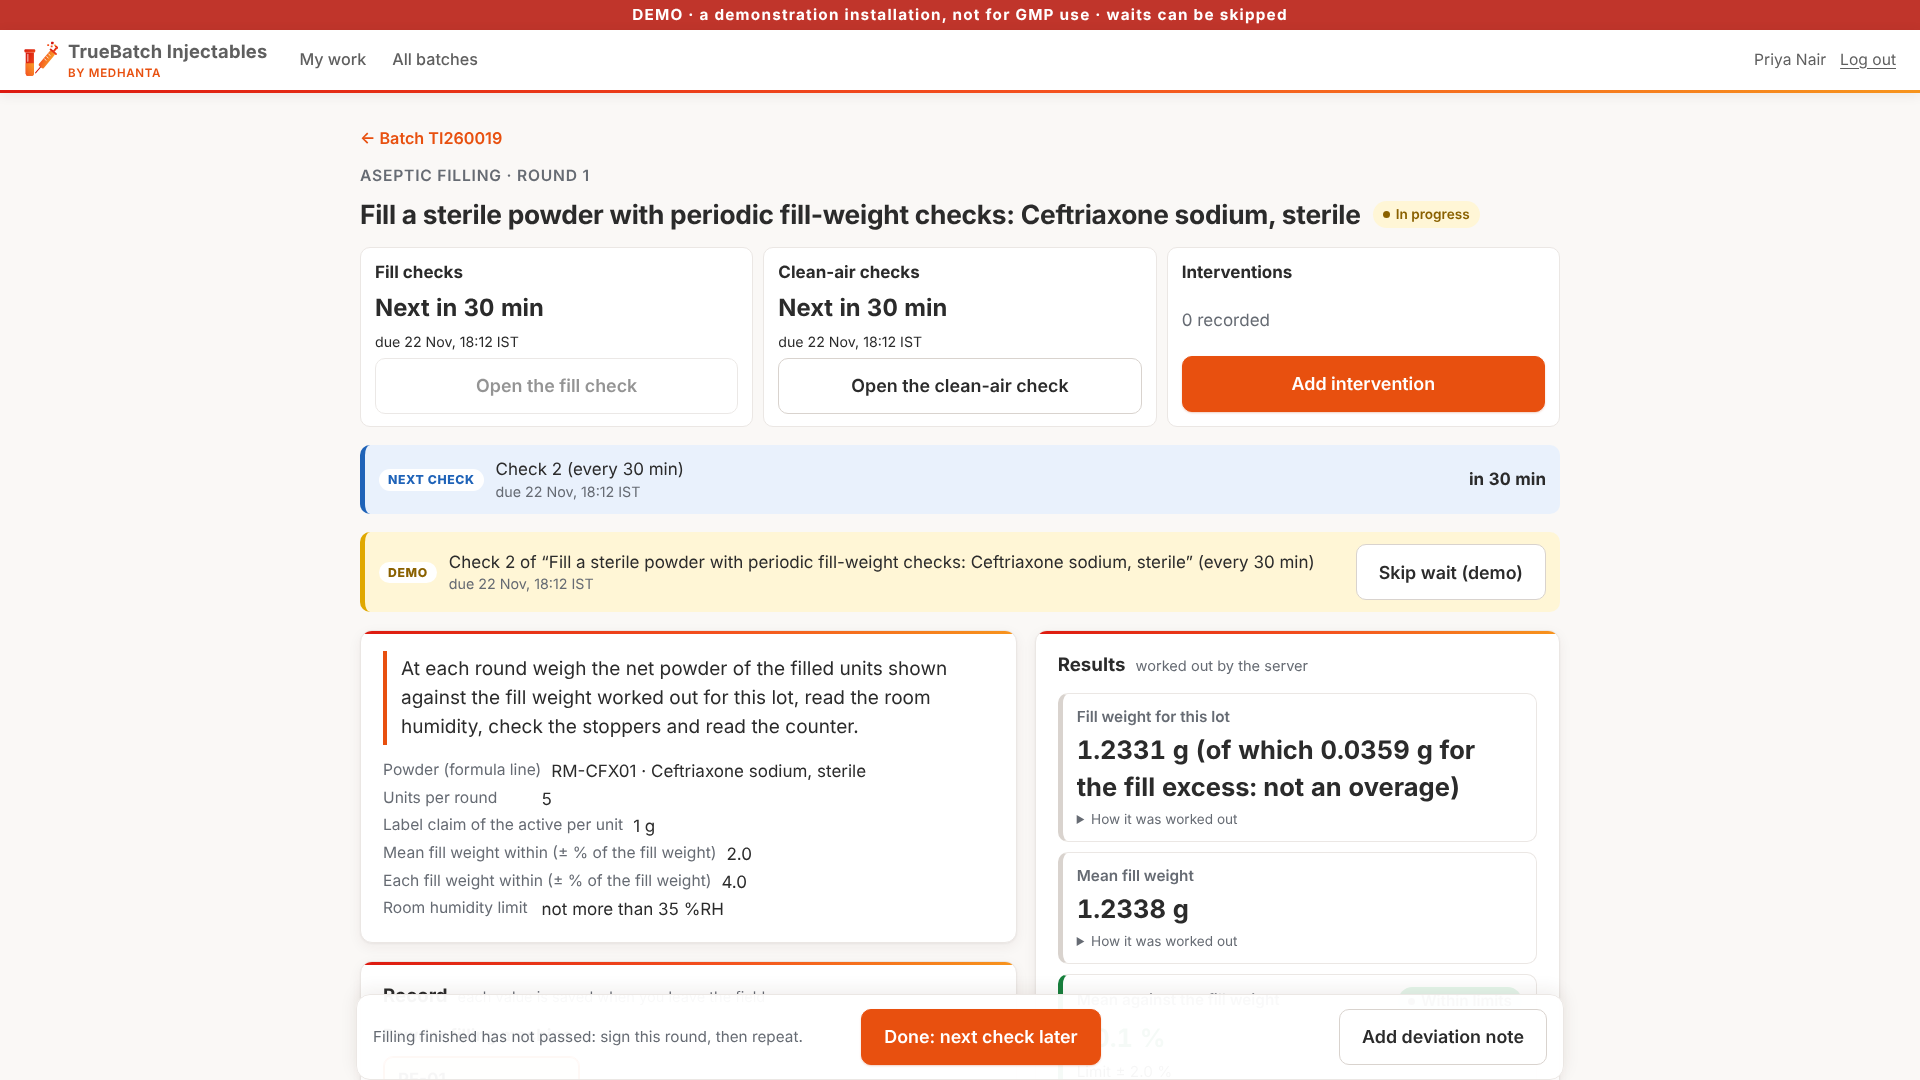 DEMO · a demonstration installation, not for GMP use · waits can be skipped
TrueBatch Injectables
BY MEDHANTA
My work
All batches
Priya Nair
Log out
← Batch TI260019
ASEPTIC FILLING · ROUND 1
Fill a sterile powder with periodic fill-weight checks: Ceftriaxone sodium, sterile
In progress
Fill checks
Next in 30 min
due 22 Nov, 18:12 IST
Open the fill check
Clean-air checks
Next in 30 min
due 22 Nov, 18:12 IST
Open the clean-air check
Interventions
0 recorded
Add intervention
NEXT CHECK
Check 2 (every 30 min)
due 22 Nov, 18:12 IST
in 30 min
DEMO
Check 2 of “Fill a sterile powder with periodic fill-weight checks: Ceftriaxone sodium, sterile” (every 30 min)
due 22 Nov, 18:12 IST
Skip wait (demo)
At each round weigh the net powder of the filled units shown
against the fill weight worked out for this lot, read the room
humidity, check the stoppers and read the counter.
Powder (formula line) RM-CFX01 · Ceftriaxone sodium, sterile
Units per round 5
Label claim of the active per unit 1 g
Mean fill weight within (± % of the fill weight) 2.0
Each fill weight within (± % of the fill weight) 4.0
Room humidity limit not more than 35 %RH
Results worked out by the server
Fill weight for this lot
1.2331 g (of which 0.0359 g for
the fill excess: not an overage)
How it was worked out
Mean fill weight
1.2338 g
How it was worked out
Mean against the fill weight
Within limits
Record
Filling finished has not passed: sign this round, then repeat.
Done: next check later
Add deviation note
Limit ± 2.0 %